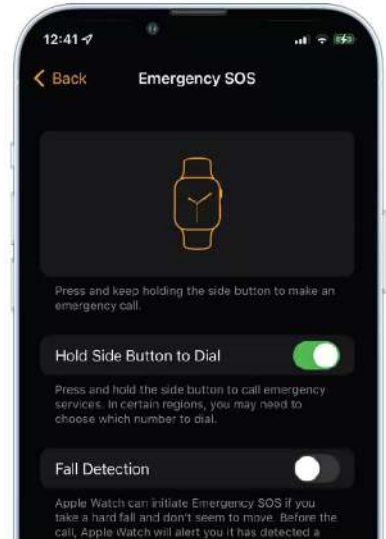 12:41
Back
Emergency SOS
Press and keep holding the side button to make an
emergency call.
Hold Side Button to Dial
Press and hold the side button to call emergency
services. In certain regions, you may need to
choose which number to dial.
Fall Detection
Apple Watch can initiate Emergency SOS if you
take a hard fall and don't seem to move. Before the
call, Apple Watch will alert you it has detected a